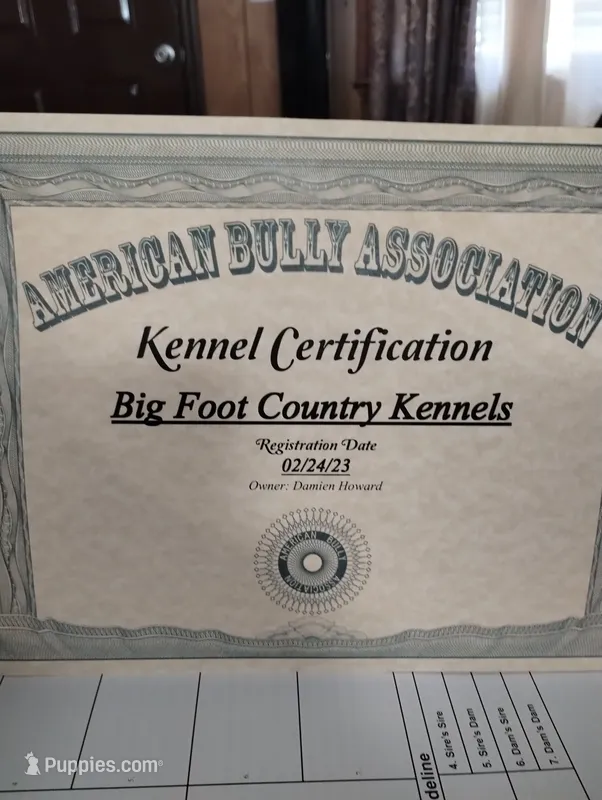 AMERICAN BULLY ASSOCIATION
Kennel Certification
Big Foot Country Kennels
Registration Date
02/24/23
Owner: Damien Howard
AMERICAN BULLY
ASSOCIATION
deline
4. Sire's Sire
5. Sire's Dam
6. Dam's Sire
7. Dam's Dam
Puppies.com